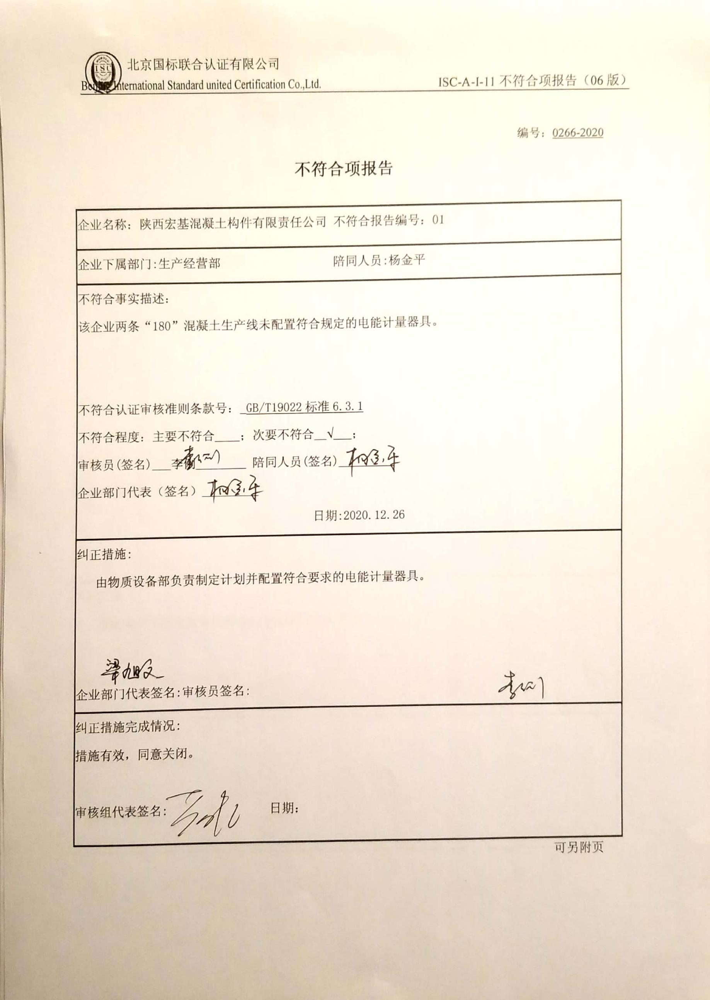 ISC
北京国标联合认证有限公司
Beijing International Standard united Certification Co.,Ltd.
ISC-A-I-11 不符合项报告（06 版）
编号：0266-2020
不符合项报告
企业名称：陕西宏基混凝土构件有限责任公司 不符合报告编号：01
企业下属部门:生产经营部 陪同人员:杨金平
不符合事实描述：
该企业两条“180”混凝土生产线未配置符合规定的电能计量器具。
不符合认证审核准则条款号： GB/T19022 标准 6.3.1
不符合程度：主要不符合____；次要不符合__√___；
审核员(签名)___李 陪同人员(签名) 杨金平
企业部门代表（签名） 杨金平
日期:2020.12.26
纠正措施：
由物质设备部负责制定计划并配置符合要求的电能计量器具。
梁旭文
企业部门代表签名:审核员签名：
纠正措施完成情况：
措施有效，同意关闭。
审核组代表签名： 日期：
可另附页